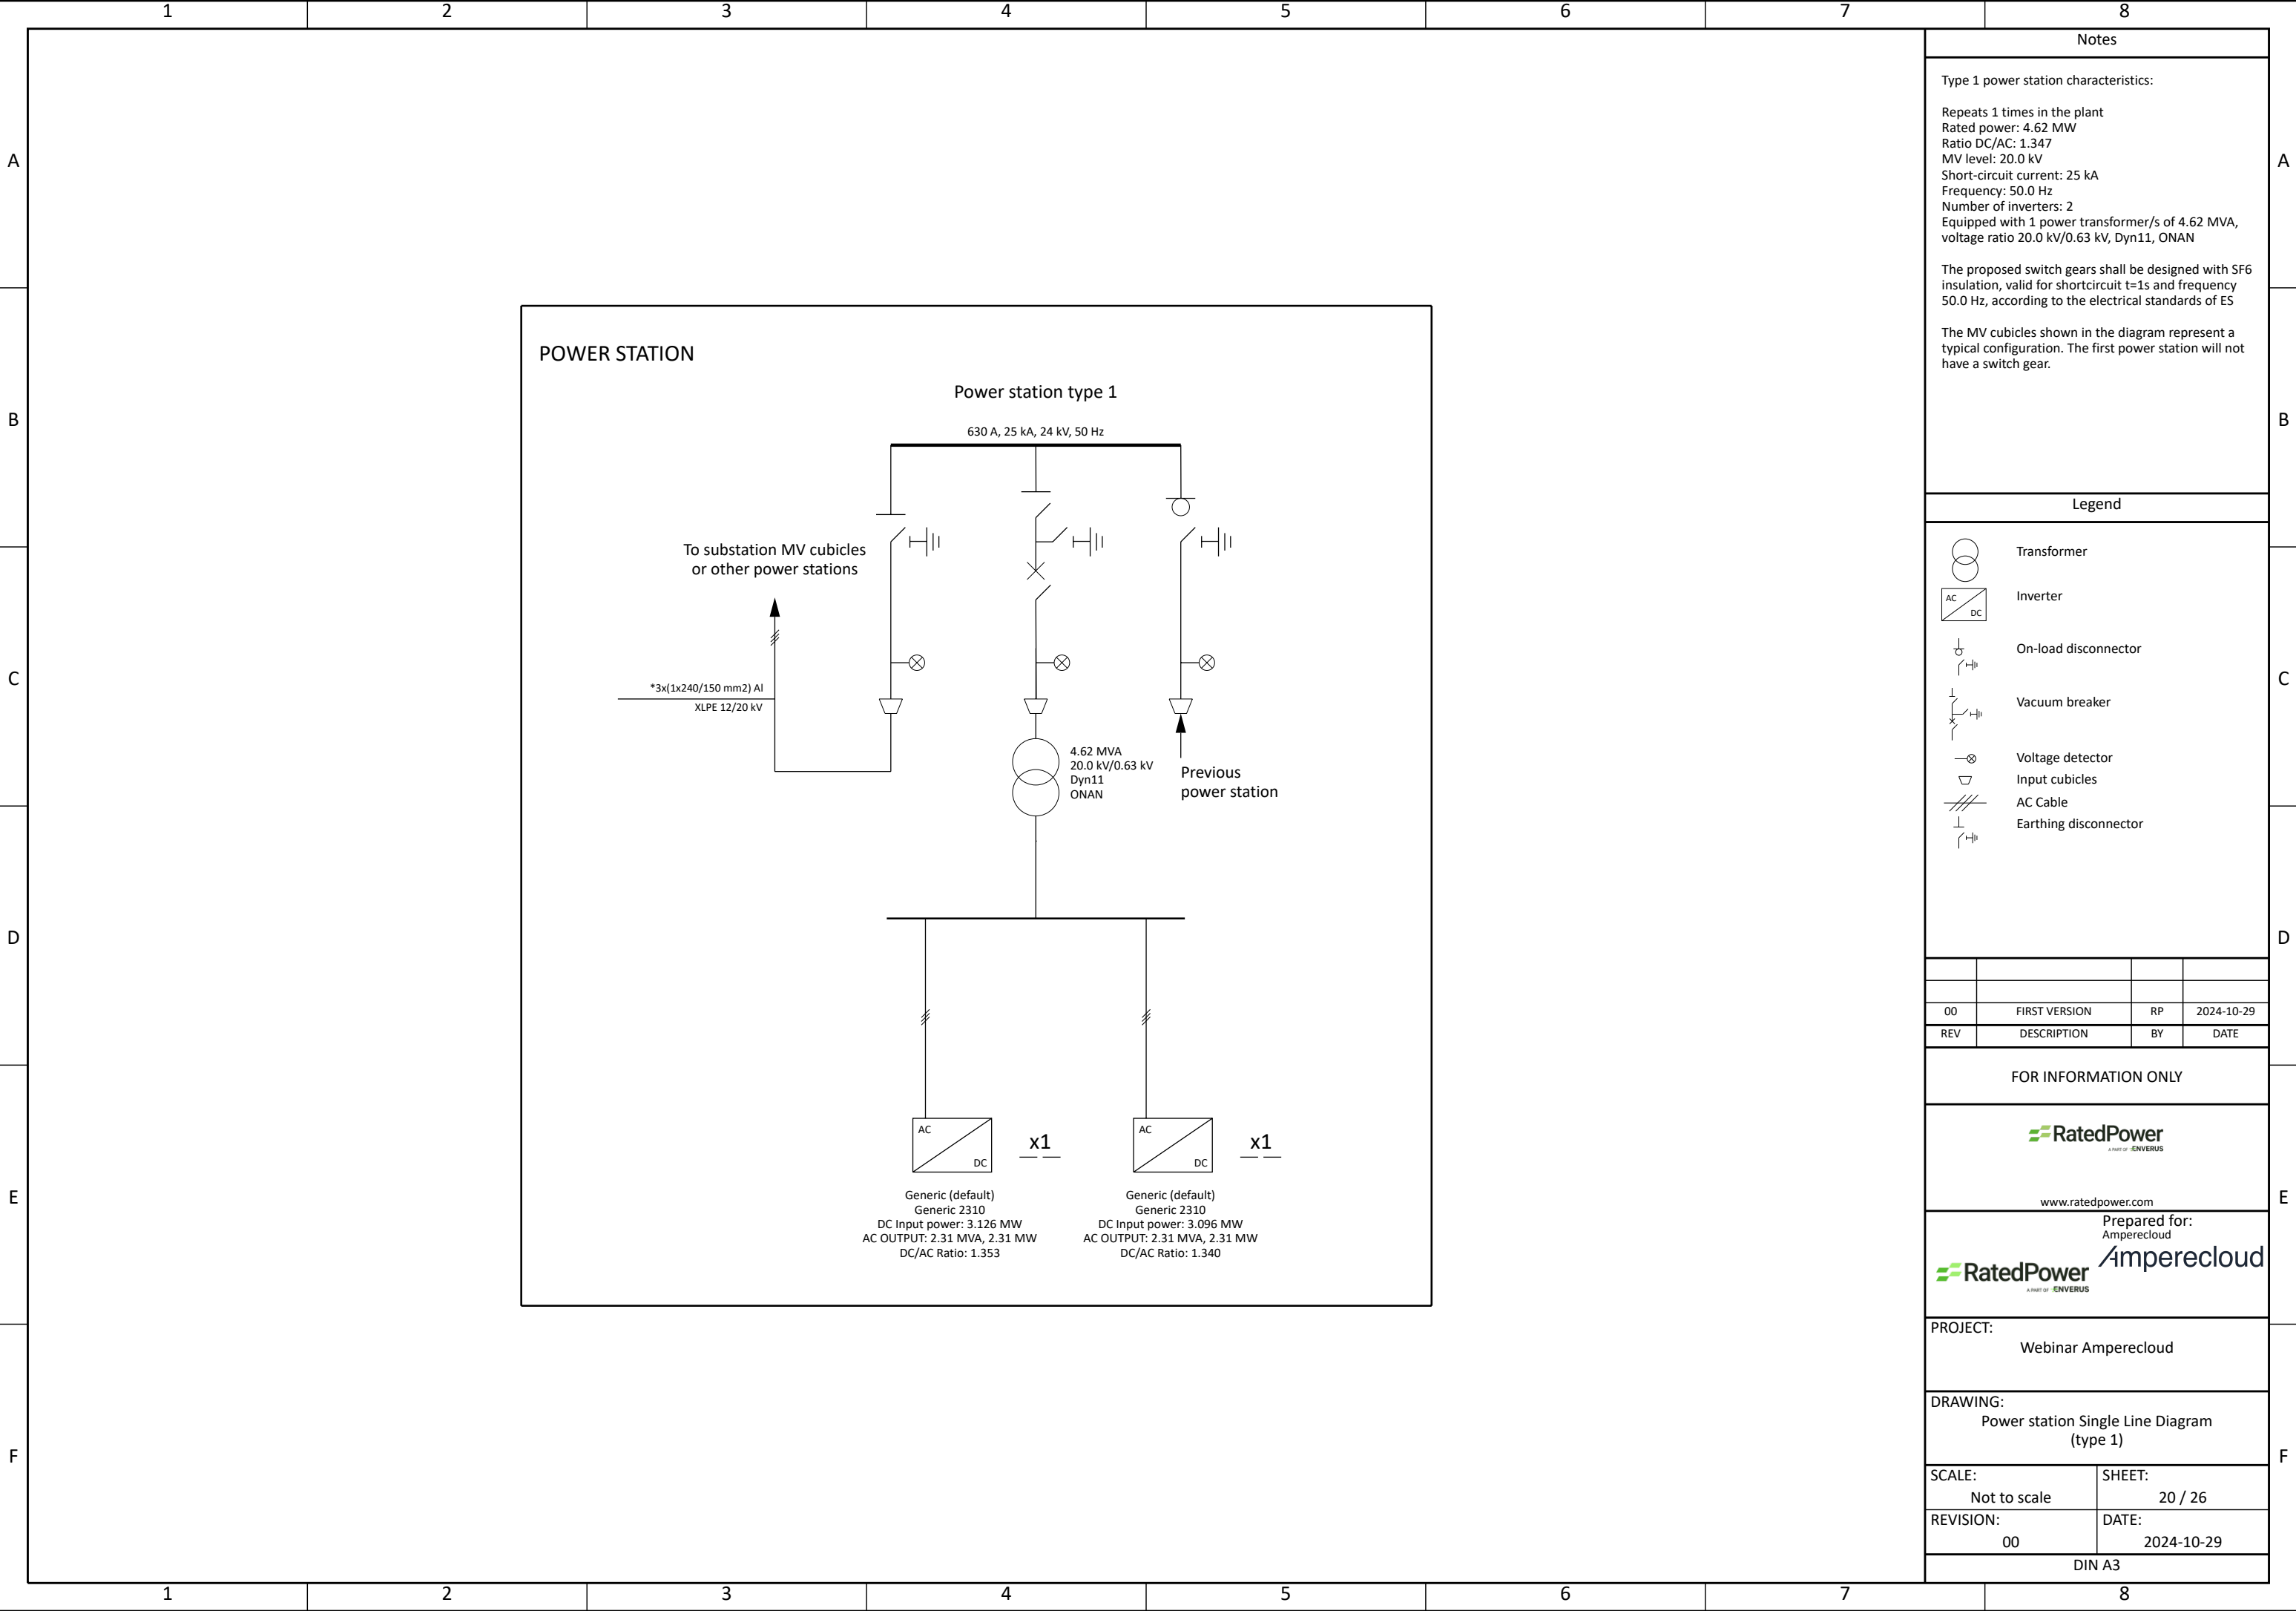 1 2 3 4 5 6 7 8
A
B
C
D
E
F
POWER STATION
Power station type 1
630 A, 25 kA, 24 kV, 50 Hz
To substation MV cubicles
or other power stations
*3x(1x240/150 mm2) Al
XLPE 12/20 kV
4.62 MVA
20.0 kV/0.63 kV
Dyn11
ONAN
Previous
power station
AC
DC
x1
AC
DC
x1
Generic (default)
Generic 2310
DC Input power: 3.126 MW
AC OUTPUT: 2.31 MVA, 2.31 MW
DC/AC Ratio: 1.353
Generic (default)
Generic 2310
DC Input power: 3.096 MW
AC OUTPUT: 2.31 MVA, 2.31 MW
DC/AC Ratio: 1.340
Notes
Type 1 power station characteristics:
Repeats 1 times in the plant
Rated power: 4.62 MW
Ratio DC/AC: 1.347
MV level: 20.0 kV
Short-circuit current: 25 kA
Frequency: 50.0 Hz
Number of inverters: 2
Equipped with 1 power transformer/s of 4.62 MVA,
voltage ratio 20.0 kV/0.63 kV, Dyn11, ONAN
The proposed switch gears shall be designed with SF6
insulation, valid for shortcircuit t=1s and frequency
50.0 Hz, according to the electrical standards of ES
The MV cubicles shown in the diagram represent a
typical configuration. The first power station will not
have a switch gear.
Legend
Transformer
AC
DC
Inverter
On-load disconnector
Vacuum breaker
Voltage detector
Input cubicles
AC Cable
Earthing disconnector
00 FIRST VERSION RP 2024-10-29
REV DESCRIPTION BY DATE
FOR INFORMATION ONLY
RatedPower
A PART OF ENVERUS
www.ratedpower.com
Prepared for:
Amperecloud
Amperecloud
RatedPower
A PART OF ENVERUS
PROJECT:
Webinar Amperecloud
DRAWING:
Power station Single Line Diagram
(type 1)
SCALE:
Not to scale
SHEET:
20 / 26
REVISION:
00
DATE:
2024-10-29
DIN A3
A
B
C
D
E
F
1 2 3 4 5 6 7 8